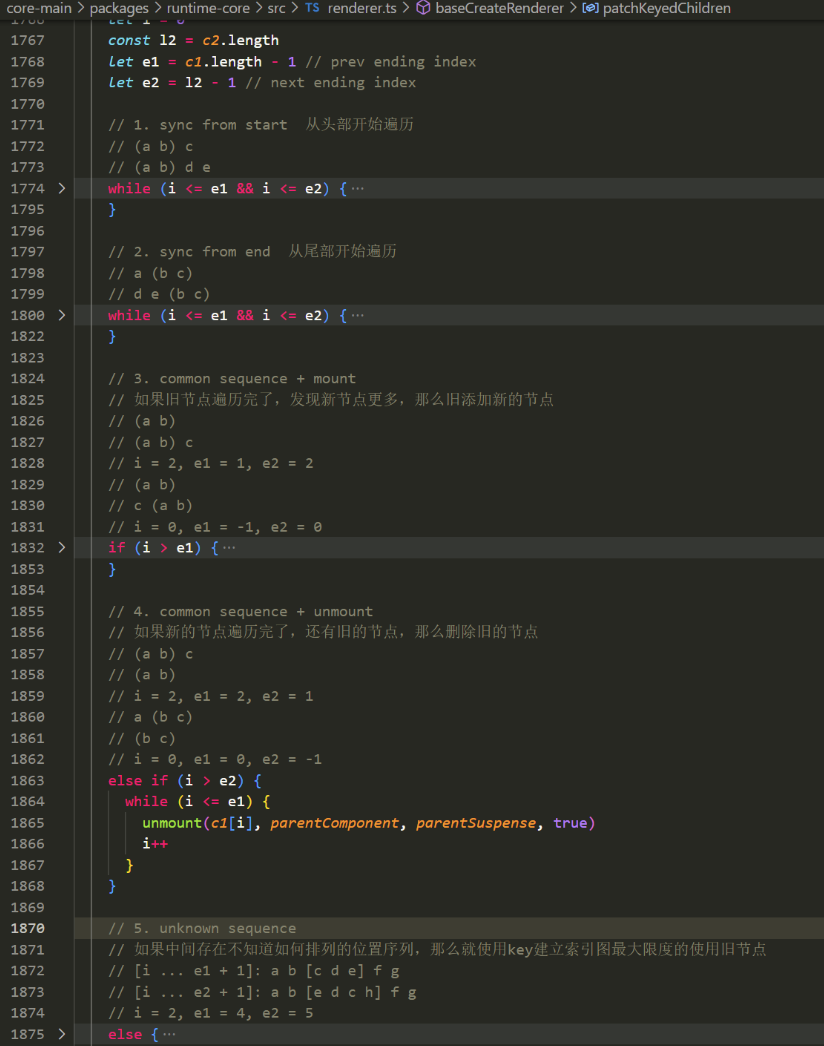 core-main > packages > runtime-core > src > TS renderer.ts > baseCreateRenderer > patchKeyedChildren
1766 let i = 0
1767 const l2 = c2.length
1768 let e1 = c1.length - 1 // prev ending index
1769 let e2 = l2 - 1 // next ending index
1770
1771 // 1. sync from start 从头部开始遍历
1772 // (a b) c
1773 // (a b) d e
1774 > while (i <= e1 && i <= e2) { ···
1795 }
1796
1797 // 2. sync from end 从尾部开始遍历
1798 // a (b c)
1799 // d e (b c)
1800 > while (i <= e1 && i <= e2) { ···
1822 }
1823
1824 // 3. common sequence + mount
1825 // 如果旧节点遍历完了，发现新节点更多，那么旧添加新的节点
1826 // (a b)
1827 // (a b) c
1828 // i = 2, e1 = 1, e2 = 2
1829 // (a b)
1830 // c (a b)
1831 // i = 0, e1 = -1, e2 = 0
1832 > if (i > e1) { ···
1853 }
1854
1855 // 4. common sequence + unmount
1856 // 如果新的节点遍历完了，还有旧的节点，那么删除旧的节点
1857 // (a b) c
1858 // (a b)
1859 // i = 2, e1 = 2, e2 = 1
1860 // a (b c)
1861 // (b c)
1862 // i = 0, e1 = 0, e2 = -1
1863 else if (i > e2) {
1864 while (i <= e1) {
1865 unmount(c1[i], parentComponent, parentSuspense, true)
1866 i++
1867 }
1868 }
1869
1870 // 5. unknown sequence
1871 // 如果中间存在不知道如何排列的位置序列，那么就使用key建立索引图最大限度的使用旧节点
1872 // [i ... e1 + 1]: a b [c d e] f g
1873 // [i ... e2 + 1]: a b [e d c h] f g
1874 // i = 2, e1 = 4, e2 = 5
1875 > else { ···